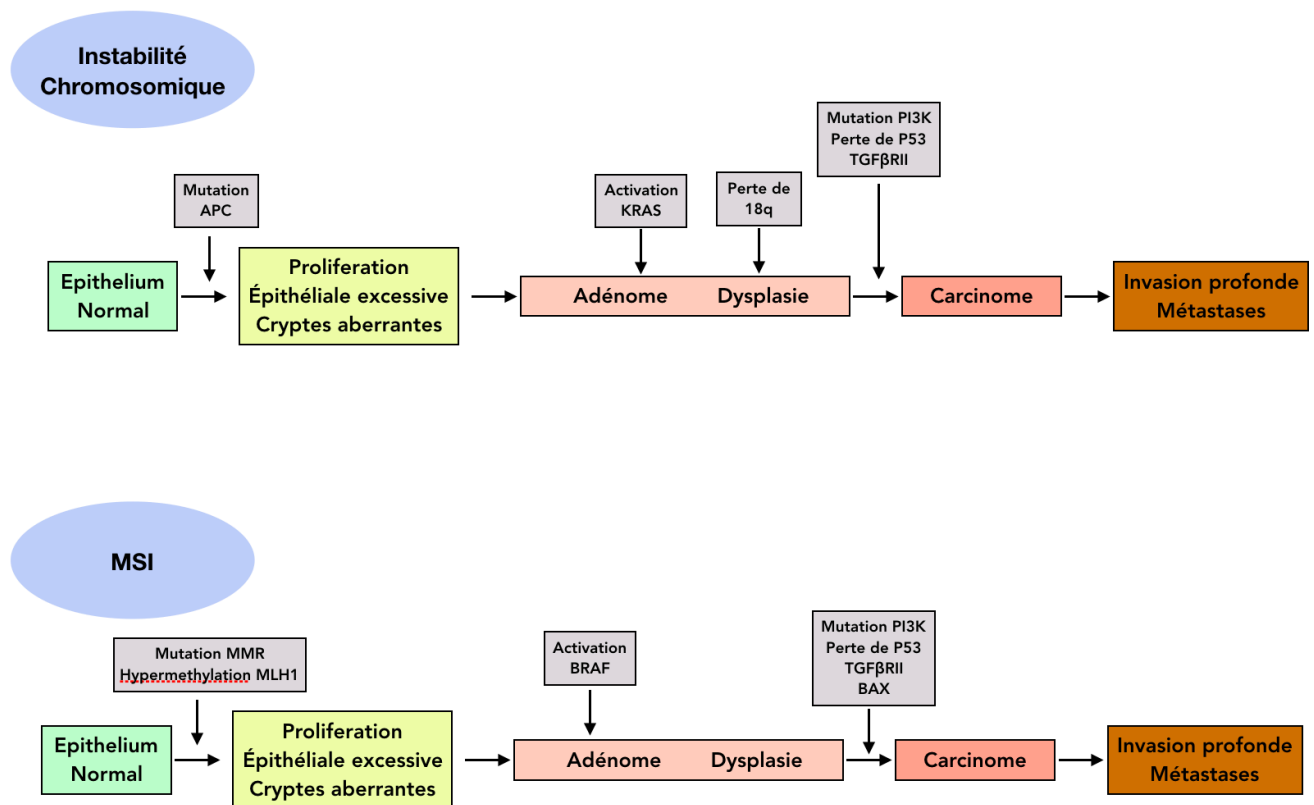 Instabilité
Chromosomique
Mutation PI3K
Perte de P53
TGFβRII
Mutation
APC
Activation
KRAS
Perte de
18q
Epithelium
Normal
Proliferation
Épithéliale excessive
Cryptes aberrantes
Adénome
Dysplasie
Carcinome
Invasion profonde
Métastases
MSI
Mutation MMR
Hypermethylation MLH1
Activation
BRAF
Mutation PI3K
Perte de P53
TGFβRII
BAX
Epithelium
Normal
Proliferation
Épithéliale excessive
Cryptes aberrantes
Adénome
Dysplasie
Carcinome
Invasion profonde
Métastases